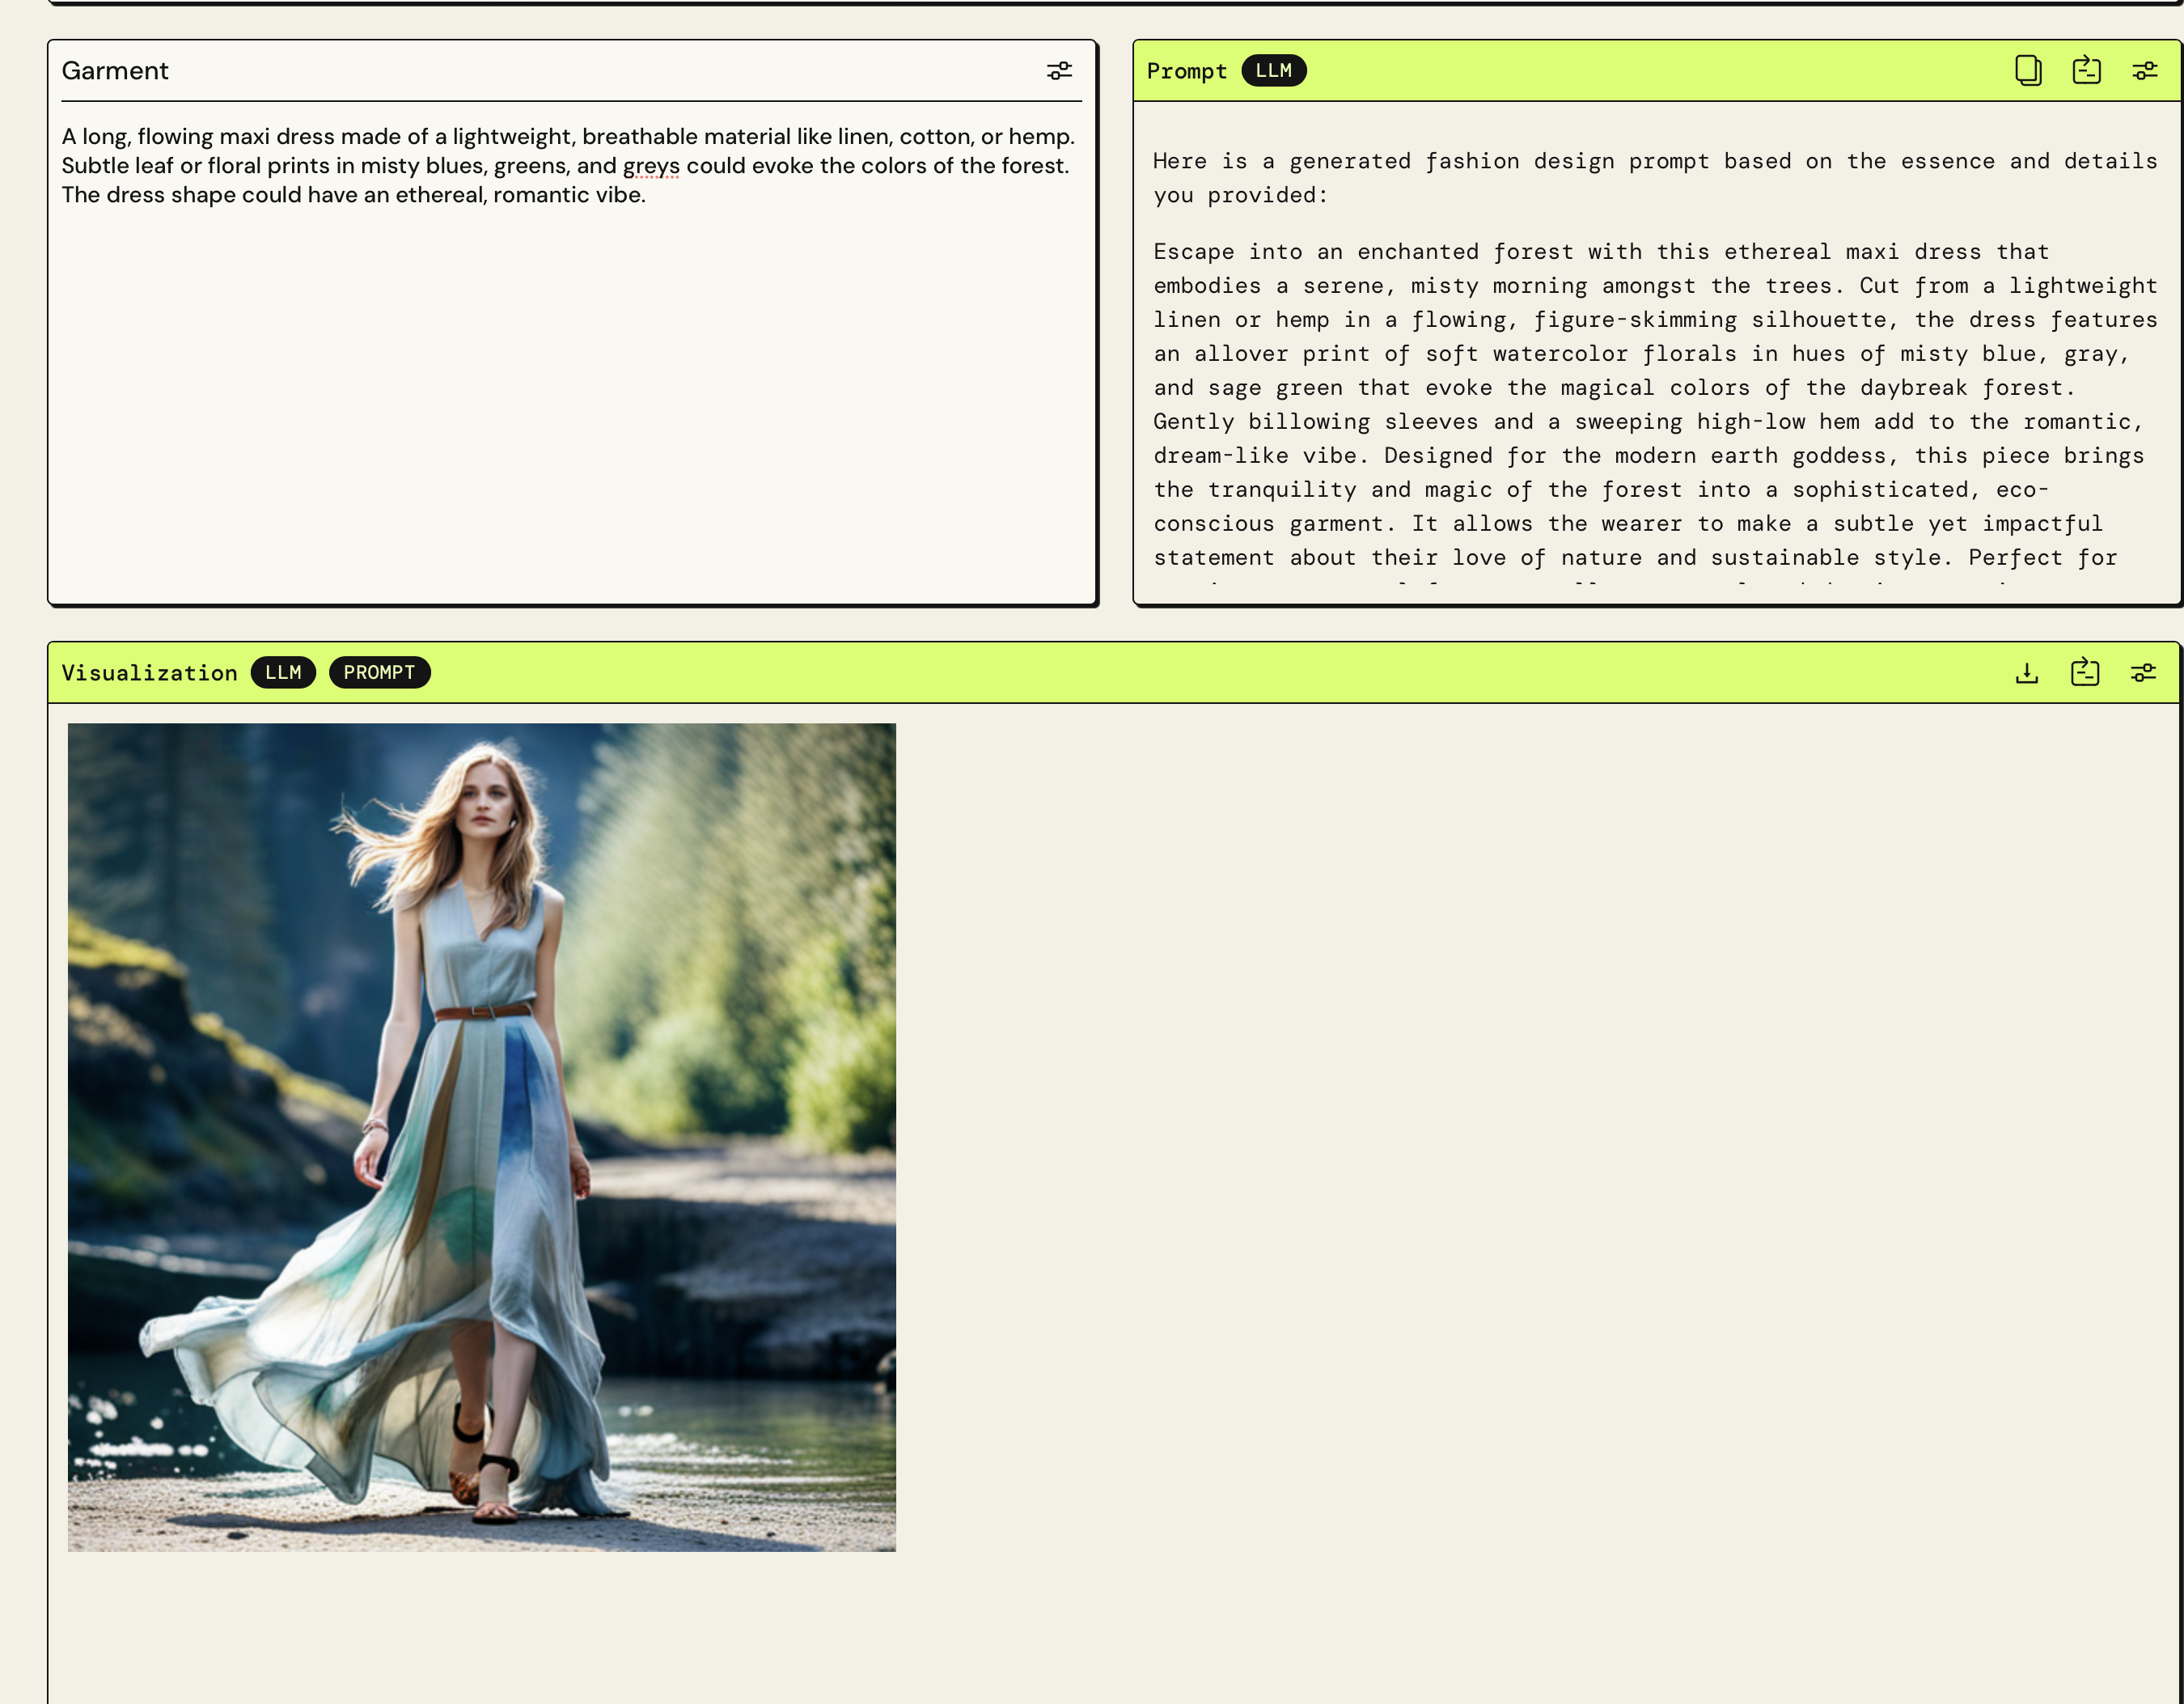 Garment
A long, flowing maxi dress made of a lightweight, breathable material like linen, cotton, or hemp.
Subtle leaf or floral prints in misty blues, greens, and greys could evoke the colors of the forest.
The dress shape could have an ethereal, romantic vibe.
Prompt LLM
Here is a generated fashion design prompt based on the essence and details
you provided:
Escape into an enchanted forest with this ethereal maxi dress that
embodies a serene, misty morning amongst the trees. Cut from a lightweight
linen or hemp in a flowing, figure-skimming silhouette, the dress features
an allover print of soft watercolor florals in hues of misty blue, gray,
and sage green that evoke the magical colors of the daybreak forest.
Gently billowing sleeves and a sweeping high-low hem add to the romantic,
dream-like vibe. Designed for the modern earth goddess, this piece brings
the tranquility and magic of the forest into a sophisticated, eco-
conscious garment. It allows the wearer to make a subtle yet impactful
statement about their love of nature and sustainable style. Perfect for
Visualization LLM PROMPT